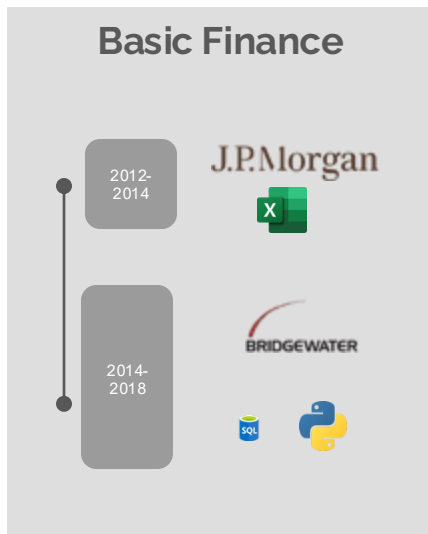 Basic Finance
2012-
2014
J.P.Morgan
X
2014-
2018
BRIDGEWATER
SQL